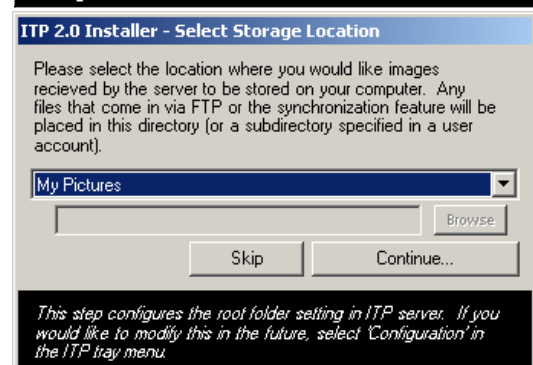 ITP 2.0 Installer - Select Storage Location
Please select the location where you would like images
recieved by the server to be stored on your computer. Any
files that come in via FTP or the synchronization feature will be
placed in this directory (or a subdirectory specified in a user
account).
My Pictures
Browse
Skip Continue...
This step configures the root folder setting in ITP server. If you
would like to modify this in the future, select 'Configuration' in
the ITP tray menu.